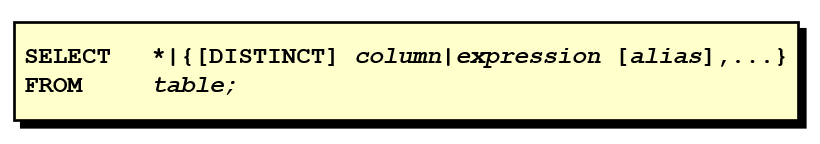 SELECT *|{[DISTINCT] column|expression [alias],...}
FROM table;